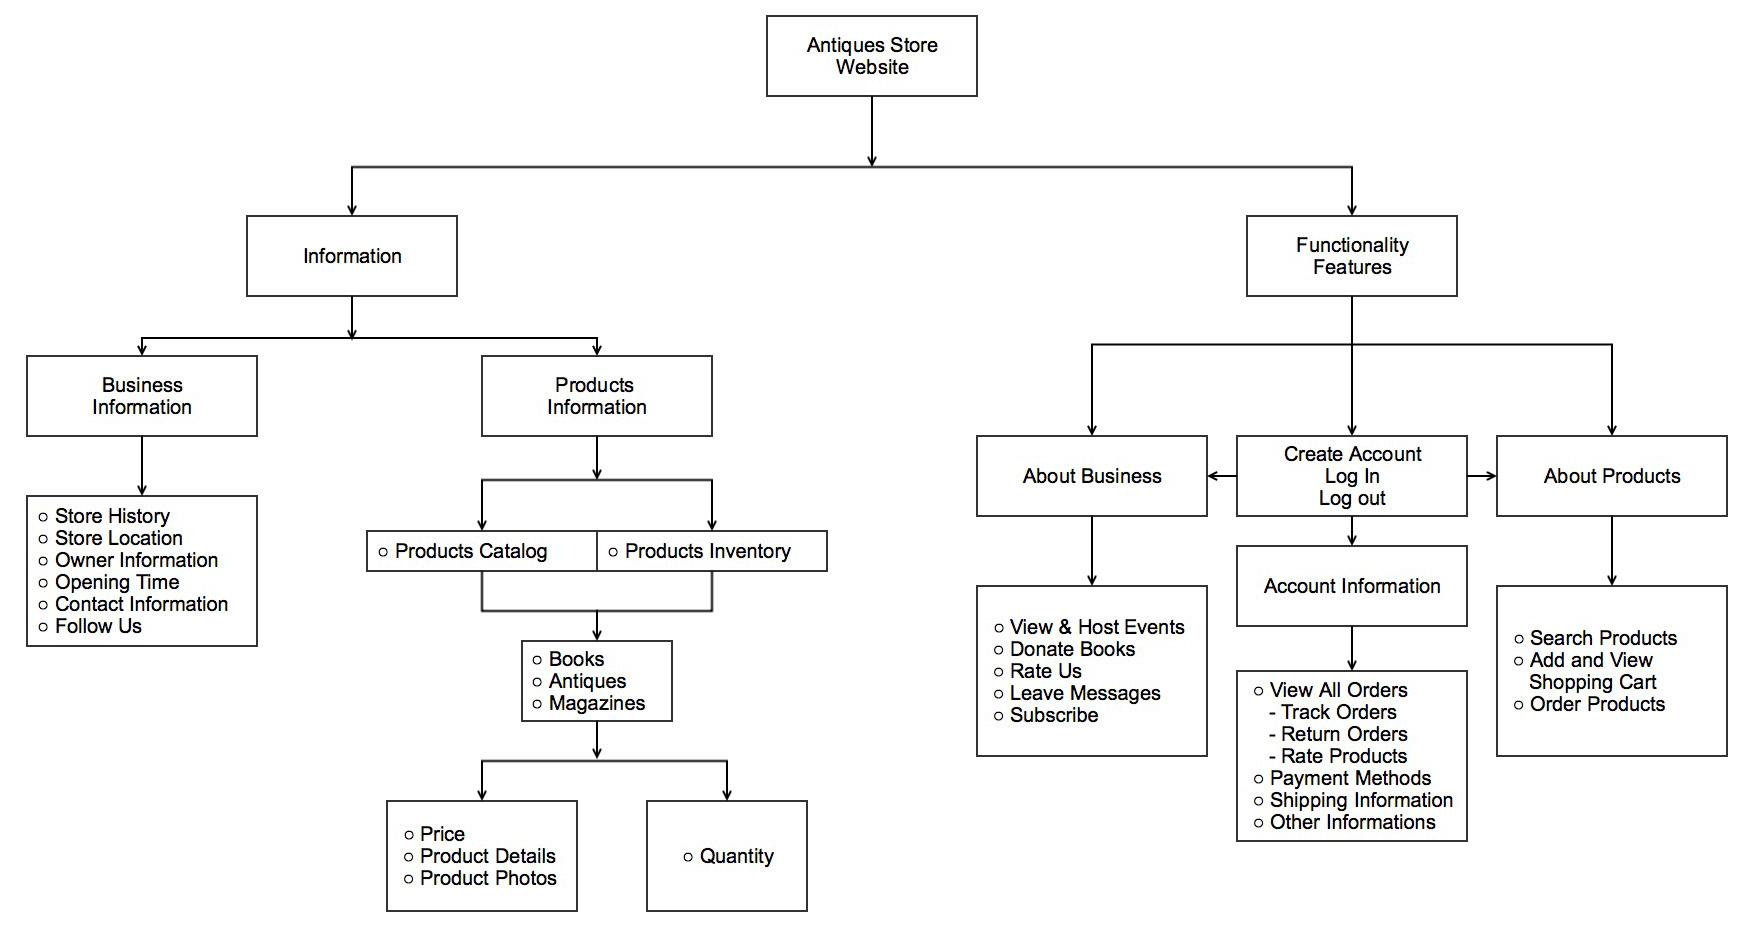 Antiques Store
Website
Information
Functionality
Features
Business
Information
Products
Information
About Business
Create Account
Log In
Log out
About Products
○ Store History
○ Store Location
○ Owner Information
○ Opening Time
○ Contact Information
○ Follow Us
○ Products Catalog
○ Products Inventory
○ Books
○ Antiques
○ Magazines
○ Price
○ Product Details
○ Product Photos
○ Quantity
○ View & Host Events
○ Donate Books
○ Rate Us
○ Leave Messages
○ Subscribe
Account Information
○ View All Orders
- Track Orders
- Return Orders
- Rate Products
○ Payment Methods
○ Shipping Information
○ Other Informations
○ Search Products
○ Add and View
Shopping Cart
○ Order Products